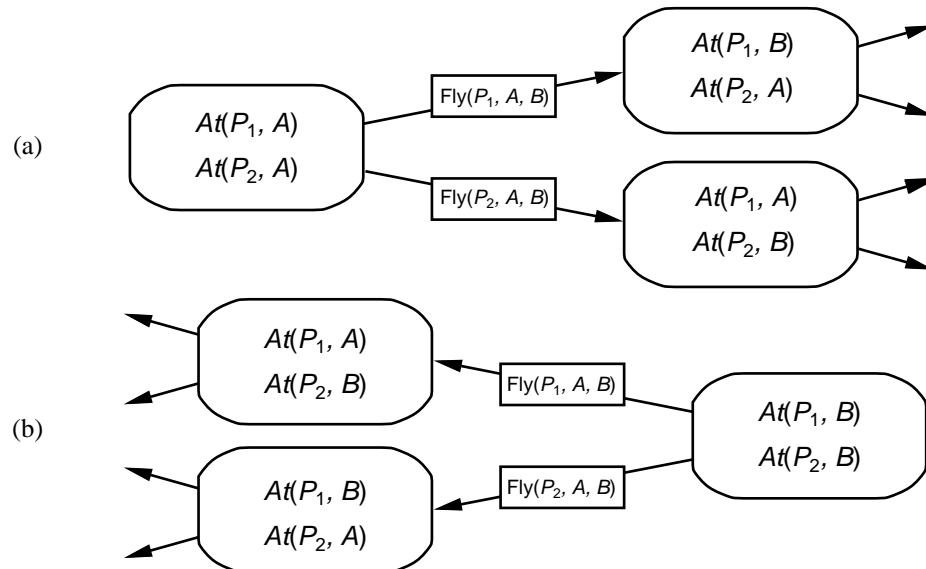 (a)
At(P₁, A)
At(P₂, A)
Fly(P₁, A, B)
Fly(P₂, A, B)
At(P₁, B)
At(P₂, A)
At(P₁, A)
At(P₂, B)
(b)
At(P₁, A)
At(P₂, B)
At(P₁, B)
At(P₂, A)
Fly(P₁, A, B)
Fly(P₂, A, B)
At(P₁, B)
At(P₂, B)